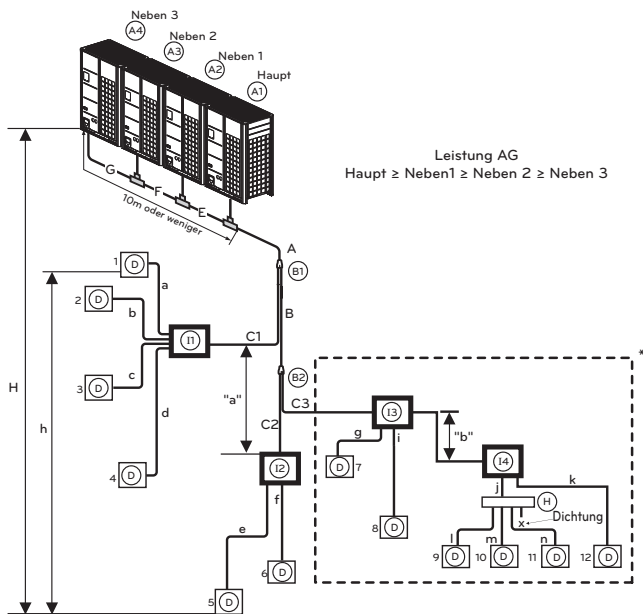 Neben 3
A4
Neben 2
A3
Neben 1
A2
Haupt
A1
Leistung AG
Haupt ≥ Neben1 ≥ Neben 2 ≥ Neben 3
G
F
E
10m oder weniger
A
B1
B
1
D
a
2
D
b
I1
C1
3
D
c
d
4
D
H
h
"a"
B2
C3
C2
*
I3
g
i
"b"
D
7
I4
I2
f
j
k
H
x
Dichtung
8
D
e
l
m
n
9
D
10
D
11
D
12
D
6
D
5
D